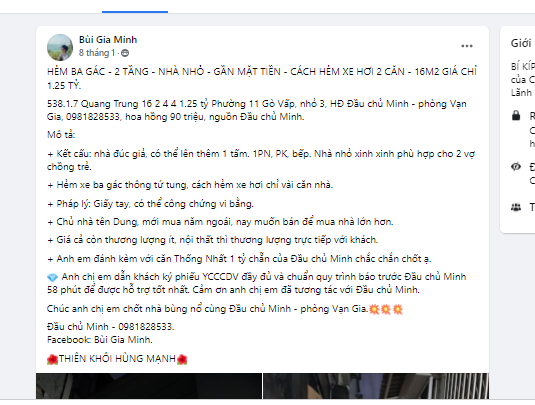 Bùi Gia Minh
8 tháng 1 ·
HẺM BA GÁC - 2 TẦNG - NHÀ NHỎ - GẦN MẶT TIỀN - CÁCH HẺM XE HƠI 2 CĂN - 16M2 GIÁ CHỈ
1.25 TỶ.
538.1.7 Quang Trung 16 2 4 4 1.25 tỷ Phường 11 Gò Vấp, nhỏ 3, HĐ Đầu chủ Minh - phòng Vạn
Gia, 0981828533, hoa hồng 90 triệu, nguồn Đầu chủ Minh.
Mô tả:
+ Kết cấu: nhà đúc giả, có thể lên thêm 1 tấm. 1PN, PK, bếp. Nhà nhỏ xinh xinh phù hợp cho 2 vợ
chồng trẻ.
+ Hẻm xe ba gác thông tứ tung, cách hẻm xe hơi chỉ vài căn nhà.
+ Pháp lý: Giấy tay, có thể công chứng vi bằng.
+ Chủ nhà tên Dung, mới mua năm ngoái, nay muốn bán để mua nhà lớn hơn.
+ Giá cả còn thương lượng ít, nội thất thì thương lượng trực tiếp với khách.
+ Anh em đánh kèm với căn Thống Nhất 1 tỷ chẵn của Đầu chủ Minh chắc chắn chốt ạ.
💎 Anh chị em dẫn khách ký phiếu YCCCDV đầy đủ và chuẩn quy trình báo trước Đầu chủ Minh
58 phút để được hỗ trợ tốt nhất. Cảm ơn anh chị em đã tương tác với Đầu chủ Minh.
Chúc anh chị em chốt nhà bùng nổ cùng Đầu chủ Minh - phòng Vạn Gia.💥💥💥
Đầu chủ Minh - 0981828533.
Facebook: Bùi Gia Minh.
🌺THIÊN KHÔI HÙNG MẠNH🌺
Giới
BÍ KÍP
của C
Lãnh